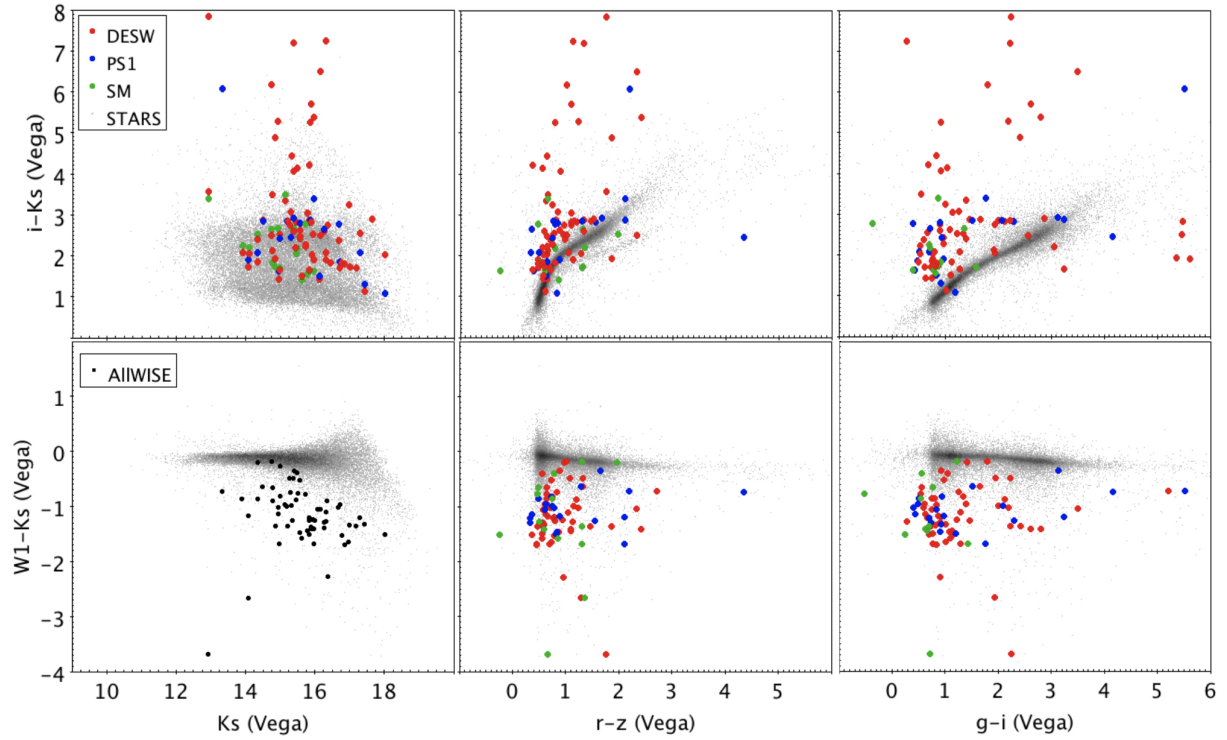 8
7
6
5
4
3
2
1
i-Ks (Vega)
DESW
PS1
SM
STARS
1
0
-1
-2
-3
-4
W1-Ks (Vega)
AllWISE
10 12 14 16 18
0 1 2 3 4 5
0 1 2 3 4 5 6
Ks (Vega)
r-z (Vega)
g-i (Vega)